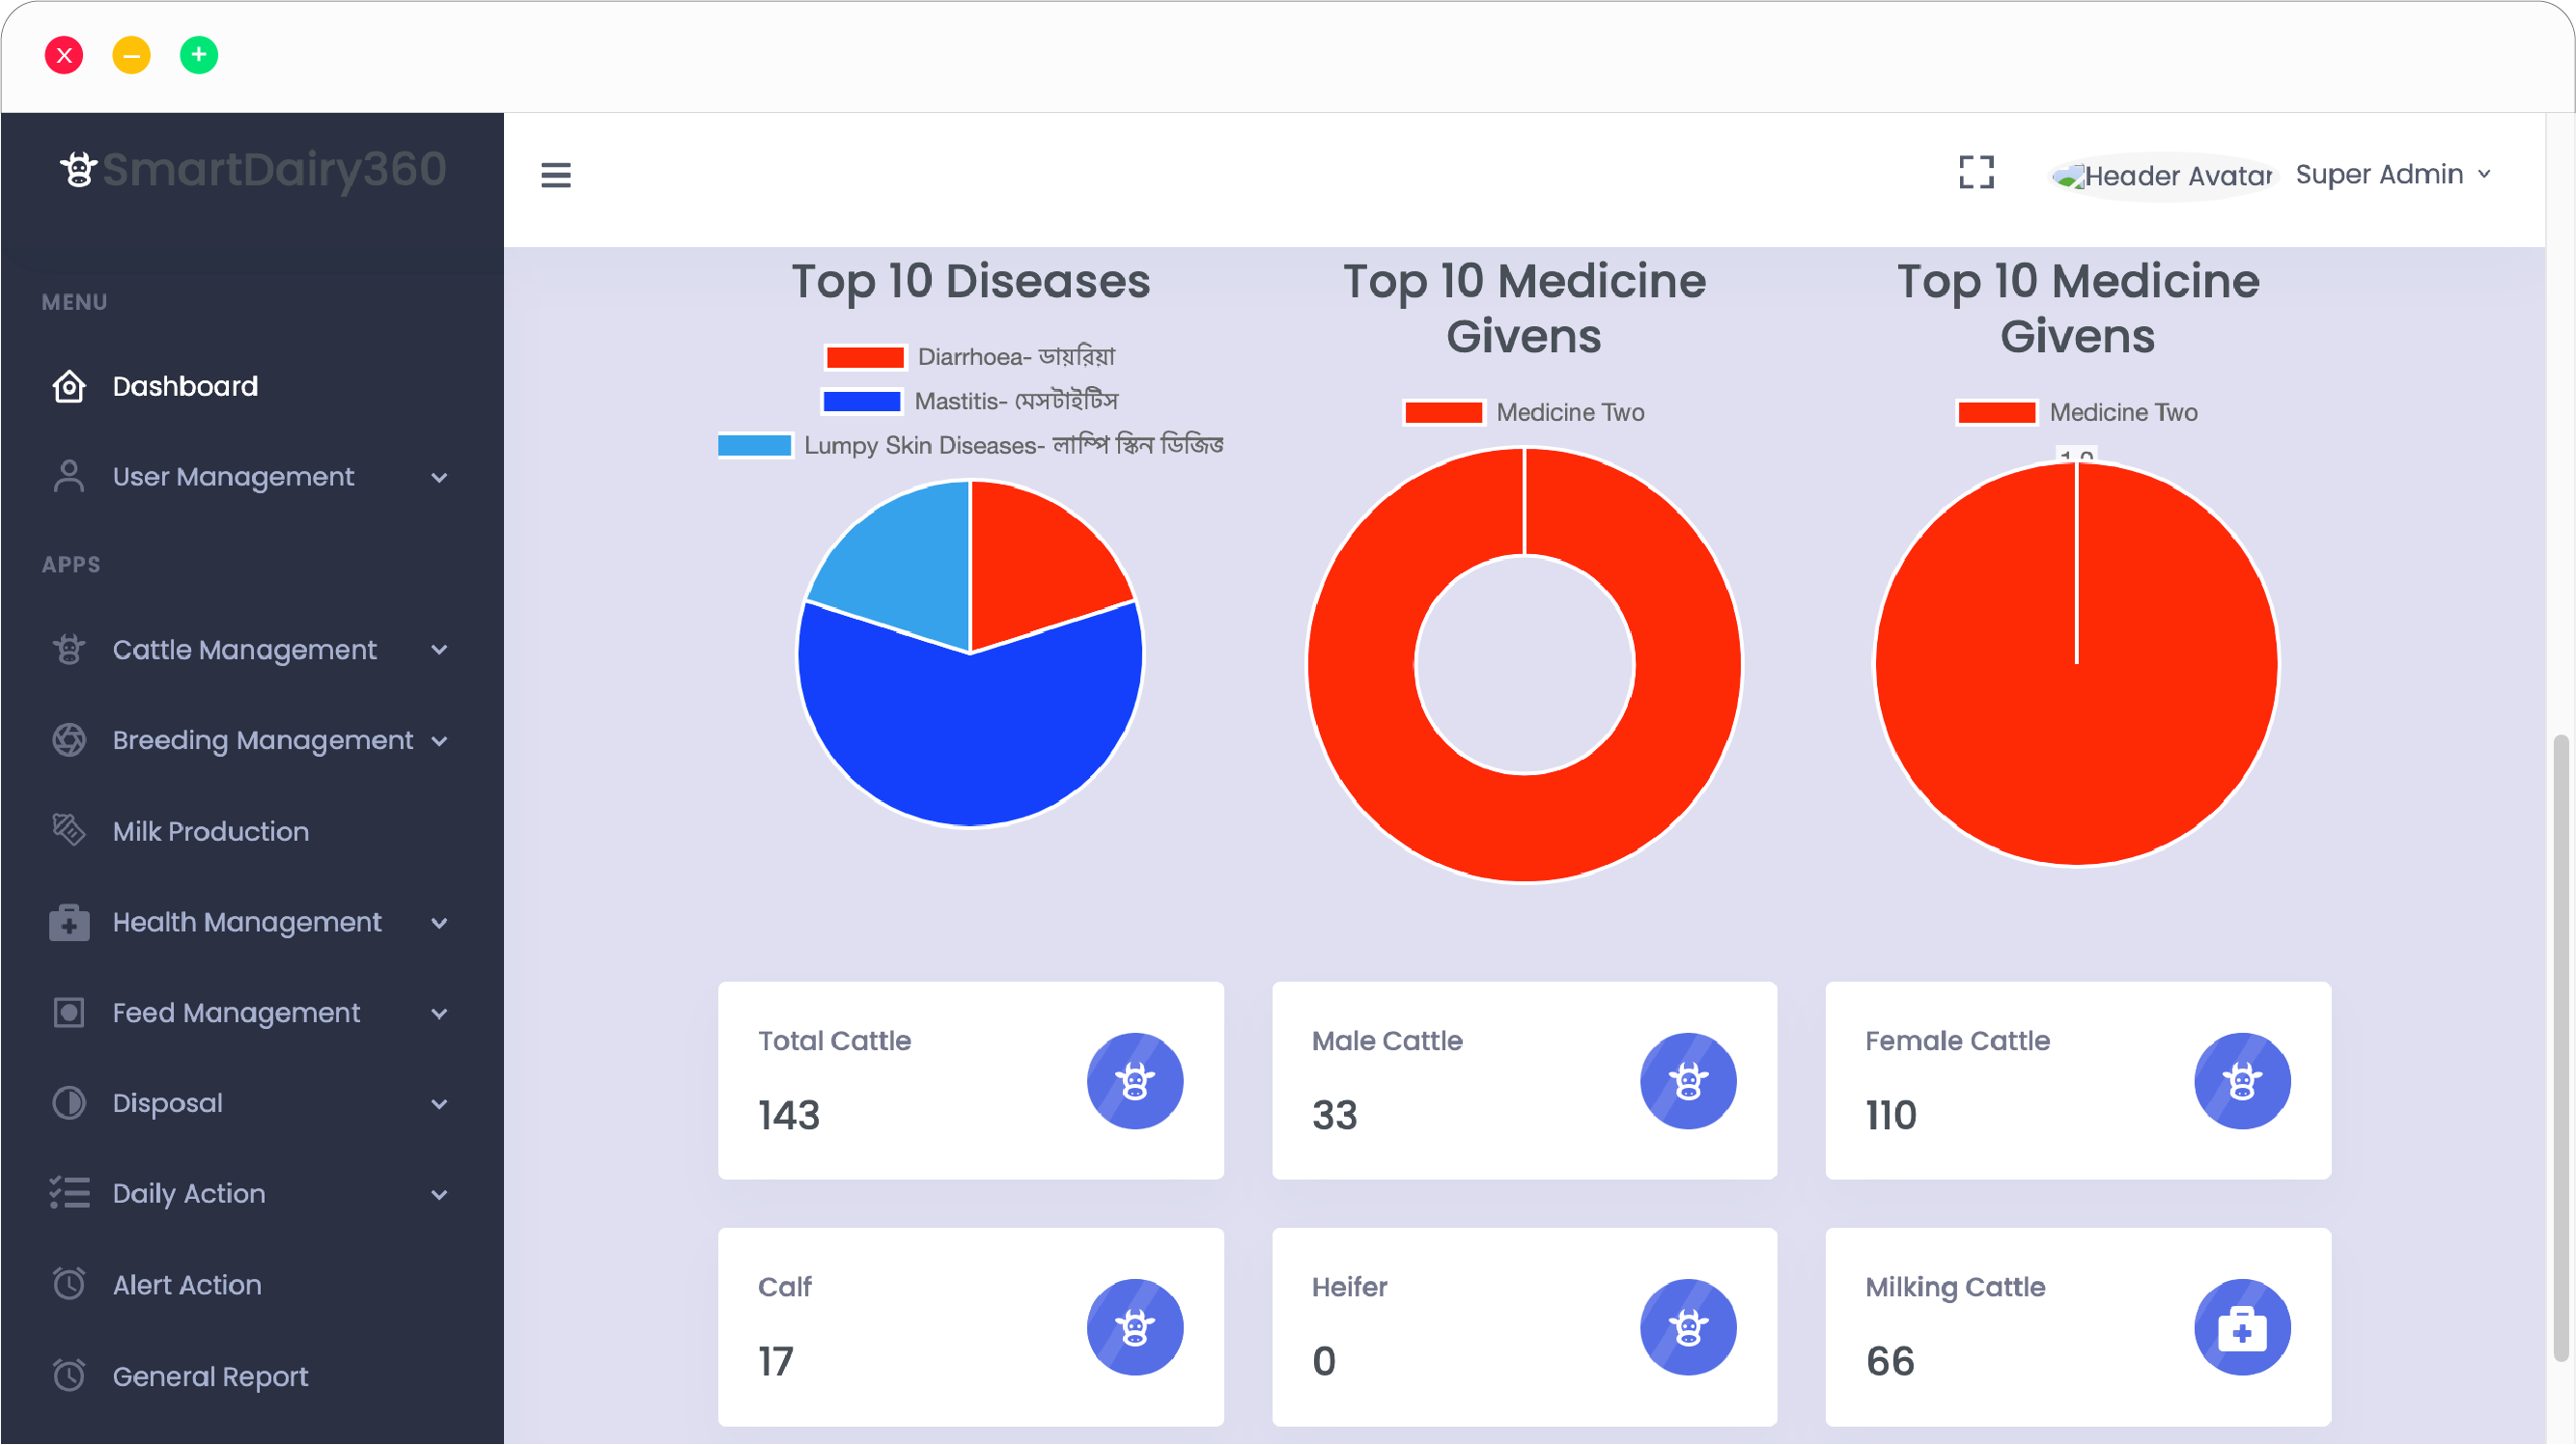 SmartDairy360
Header Avatar
Super Admin
MENU
Dashboard
User Management
APPS
Cattle Management
Breeding Management
Milk Production
Health Management
Feed Management
Disposal
Daily Action
Alert Action
General Report
Top 10 Diseases
Diarrhoea- ডায়রিয়া
Mastitis- মেসটাইটিস
Lumpy Skin Diseases- লাম্পি স্কিন ডিজিজ
Top 10 Medicine
Givens
Medicine Two
Top 10 Medicine
Givens
Medicine Two
1.0
Total Cattle
143
Male Cattle
33
Female Cattle
110
Calf
17
Heifer
0
Milking Cattle
66